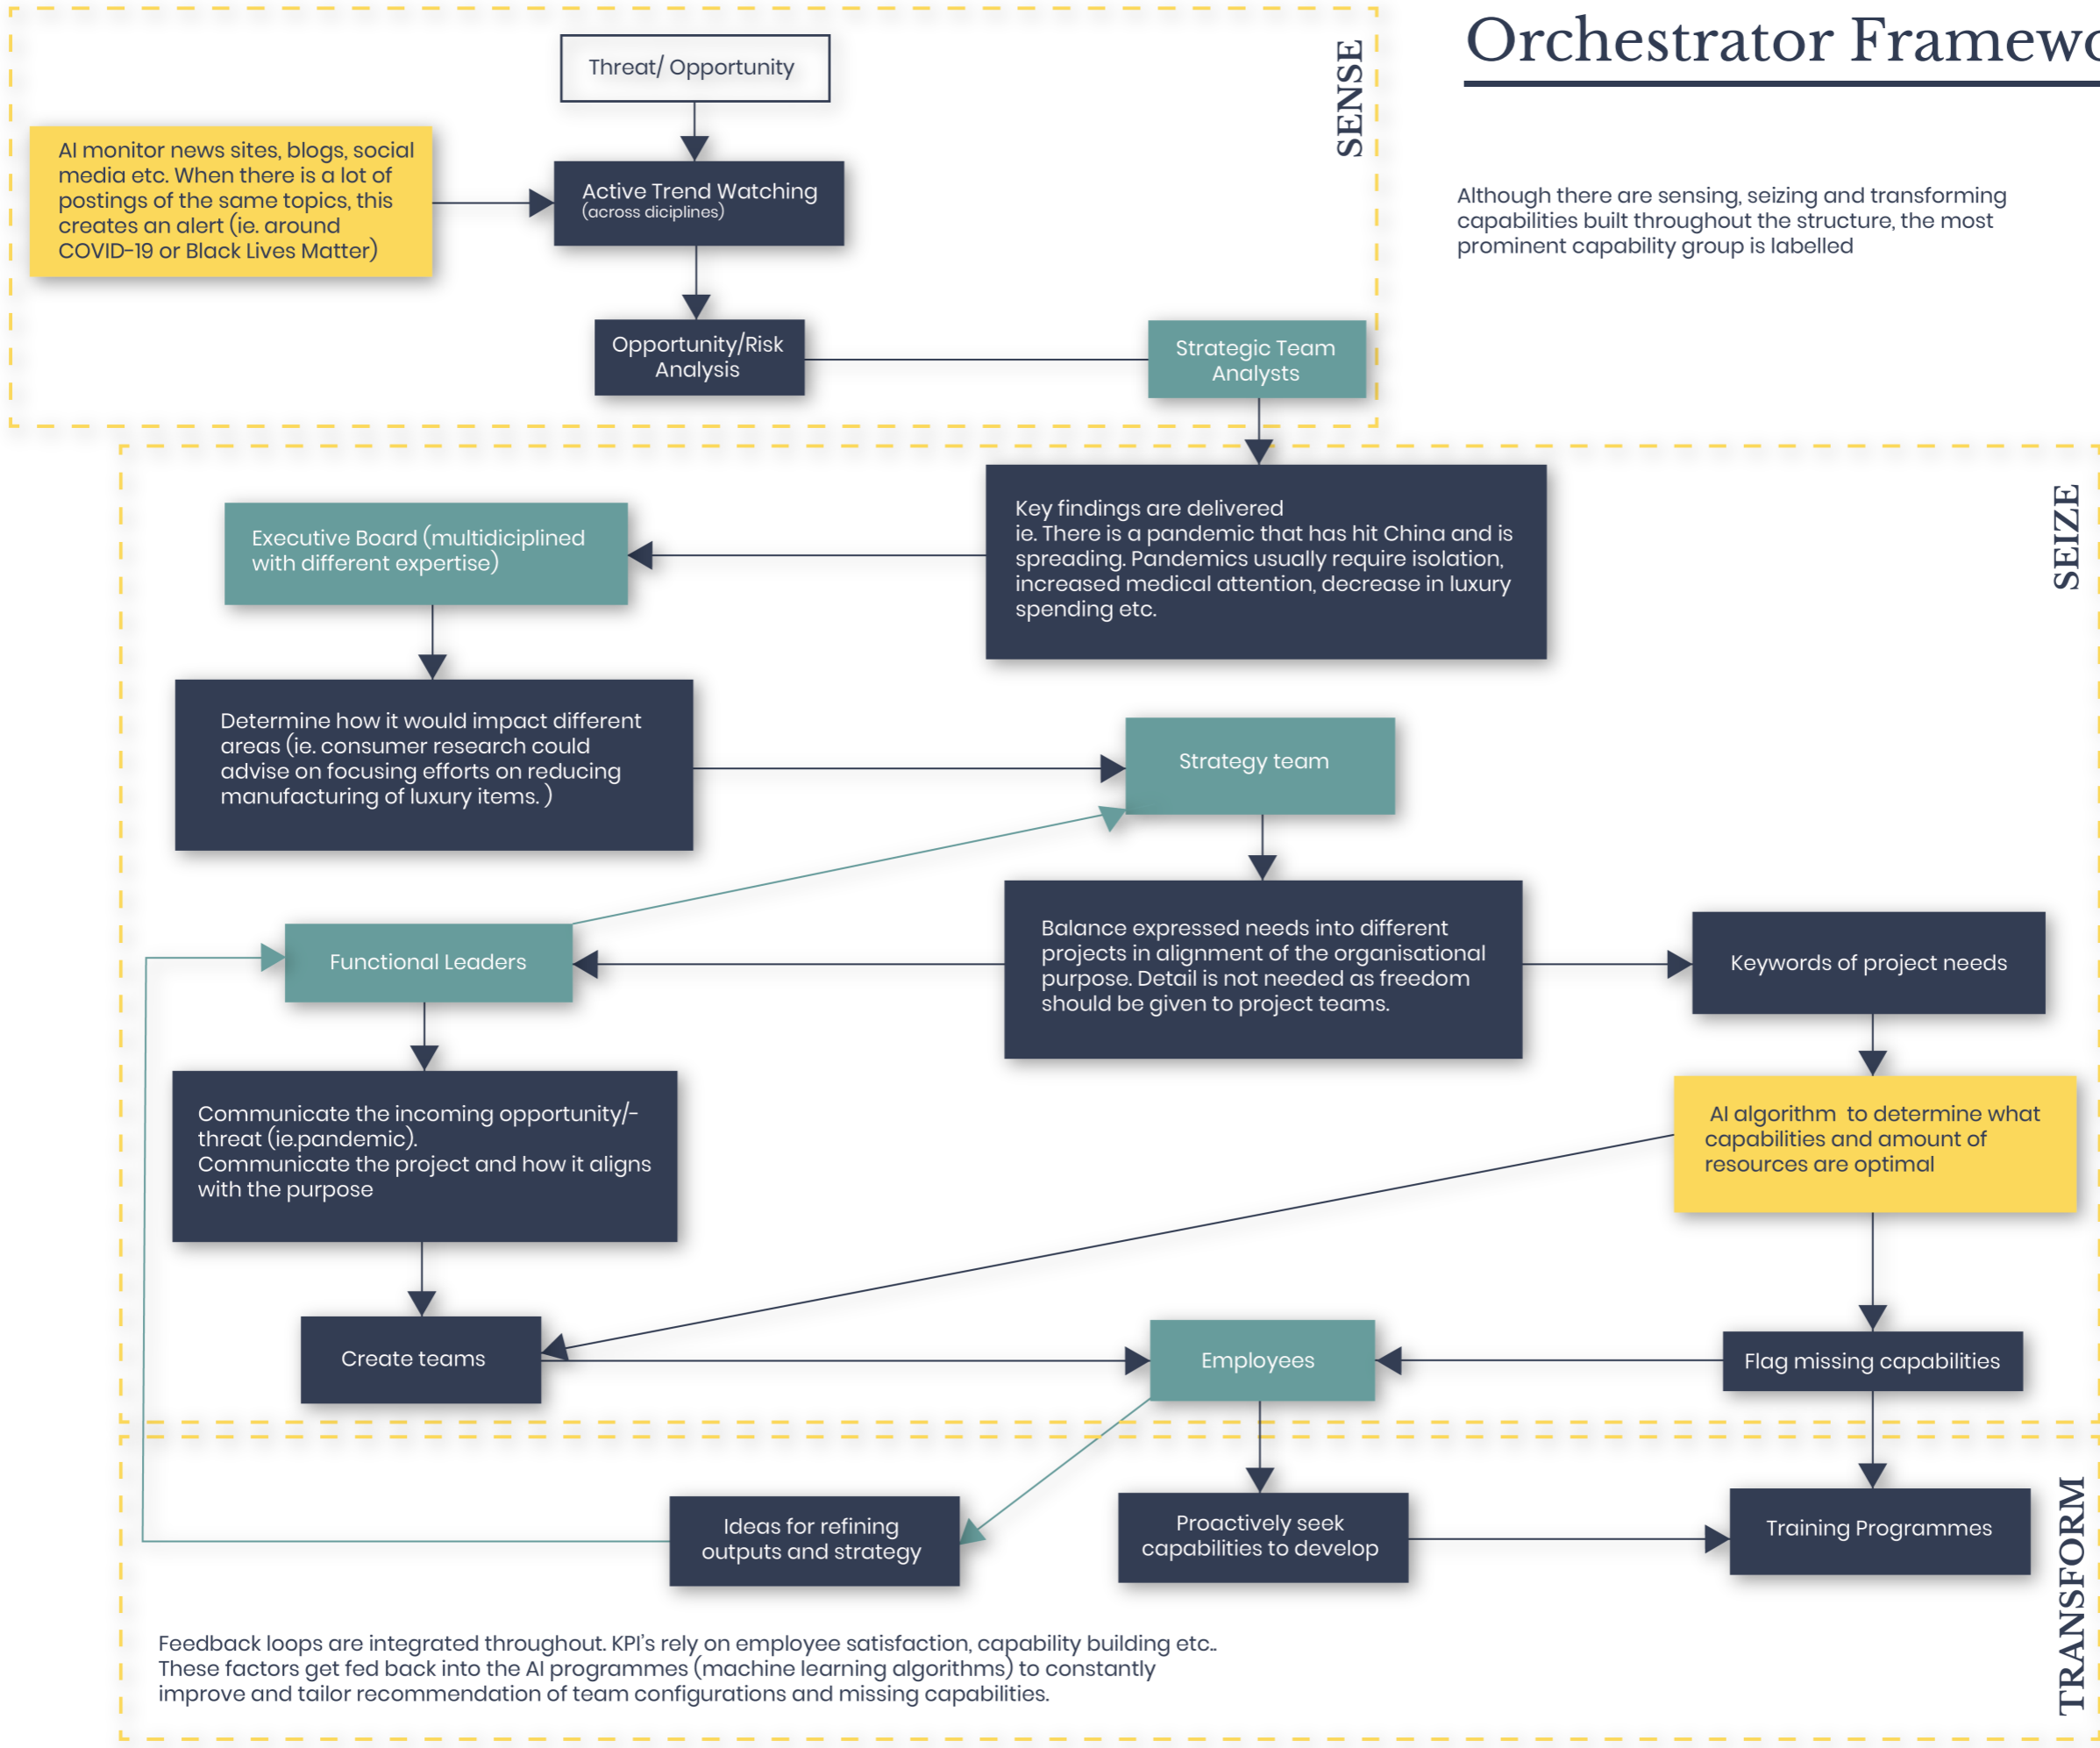 Orchestrator Framewo
SENSE
Threat/ Opportunity
AI monitor news sites, blogs, social
media etc. When there is a lot of
postings of the same topics, this
creates an alert (ie. around
COVID-19 or Black Lives Matter)
Active Trend Watching
(across diciplines)
Although there are sensing, seizing and transforming
capabilities built throughout the structure, the most
prominent capability group is labelled
Opportunity/Risk
Analysis
Strategic Team
Analysts
SEIZE
Key findings are delivered
ie. There is a pandemic that has hit China and is
spreading. Pandemics usually require isolation,
increased medical attention, decrease in luxury
spending etc.
Executive Board (multidiciplined
with different expertise)
Determine how it would impact different
areas (ie. consumer research could
advise on focusing efforts on reducing
manufacturing of luxury items. )
Strategy team
Functional Leaders
Balance expressed needs into different
projects in alignment of the organisational
purpose. Detail is not needed as freedom
should be given to project teams.
Keywords of project needs
Communicate the incoming opportunity/-
threat (ie.pandemic).
Communicate the project and how it aligns
with the purpose
AI algorithm  to determine what
capabilities and amount of
resources are optimal
Create teams
Employees
Flag missing capabilities
TRANSFORM
Ideas for refining
outputs and strategy
Proactively seek
capabilities to develop
Training Programmes
Feedback loops are integrated throughout. KPI's rely on employee satisfaction, capability building etc..
These factors get fed back into the AI programmes (machine learning algorithms) to constantly
improve and tailor recommendation of team configurations and missing capabilities.